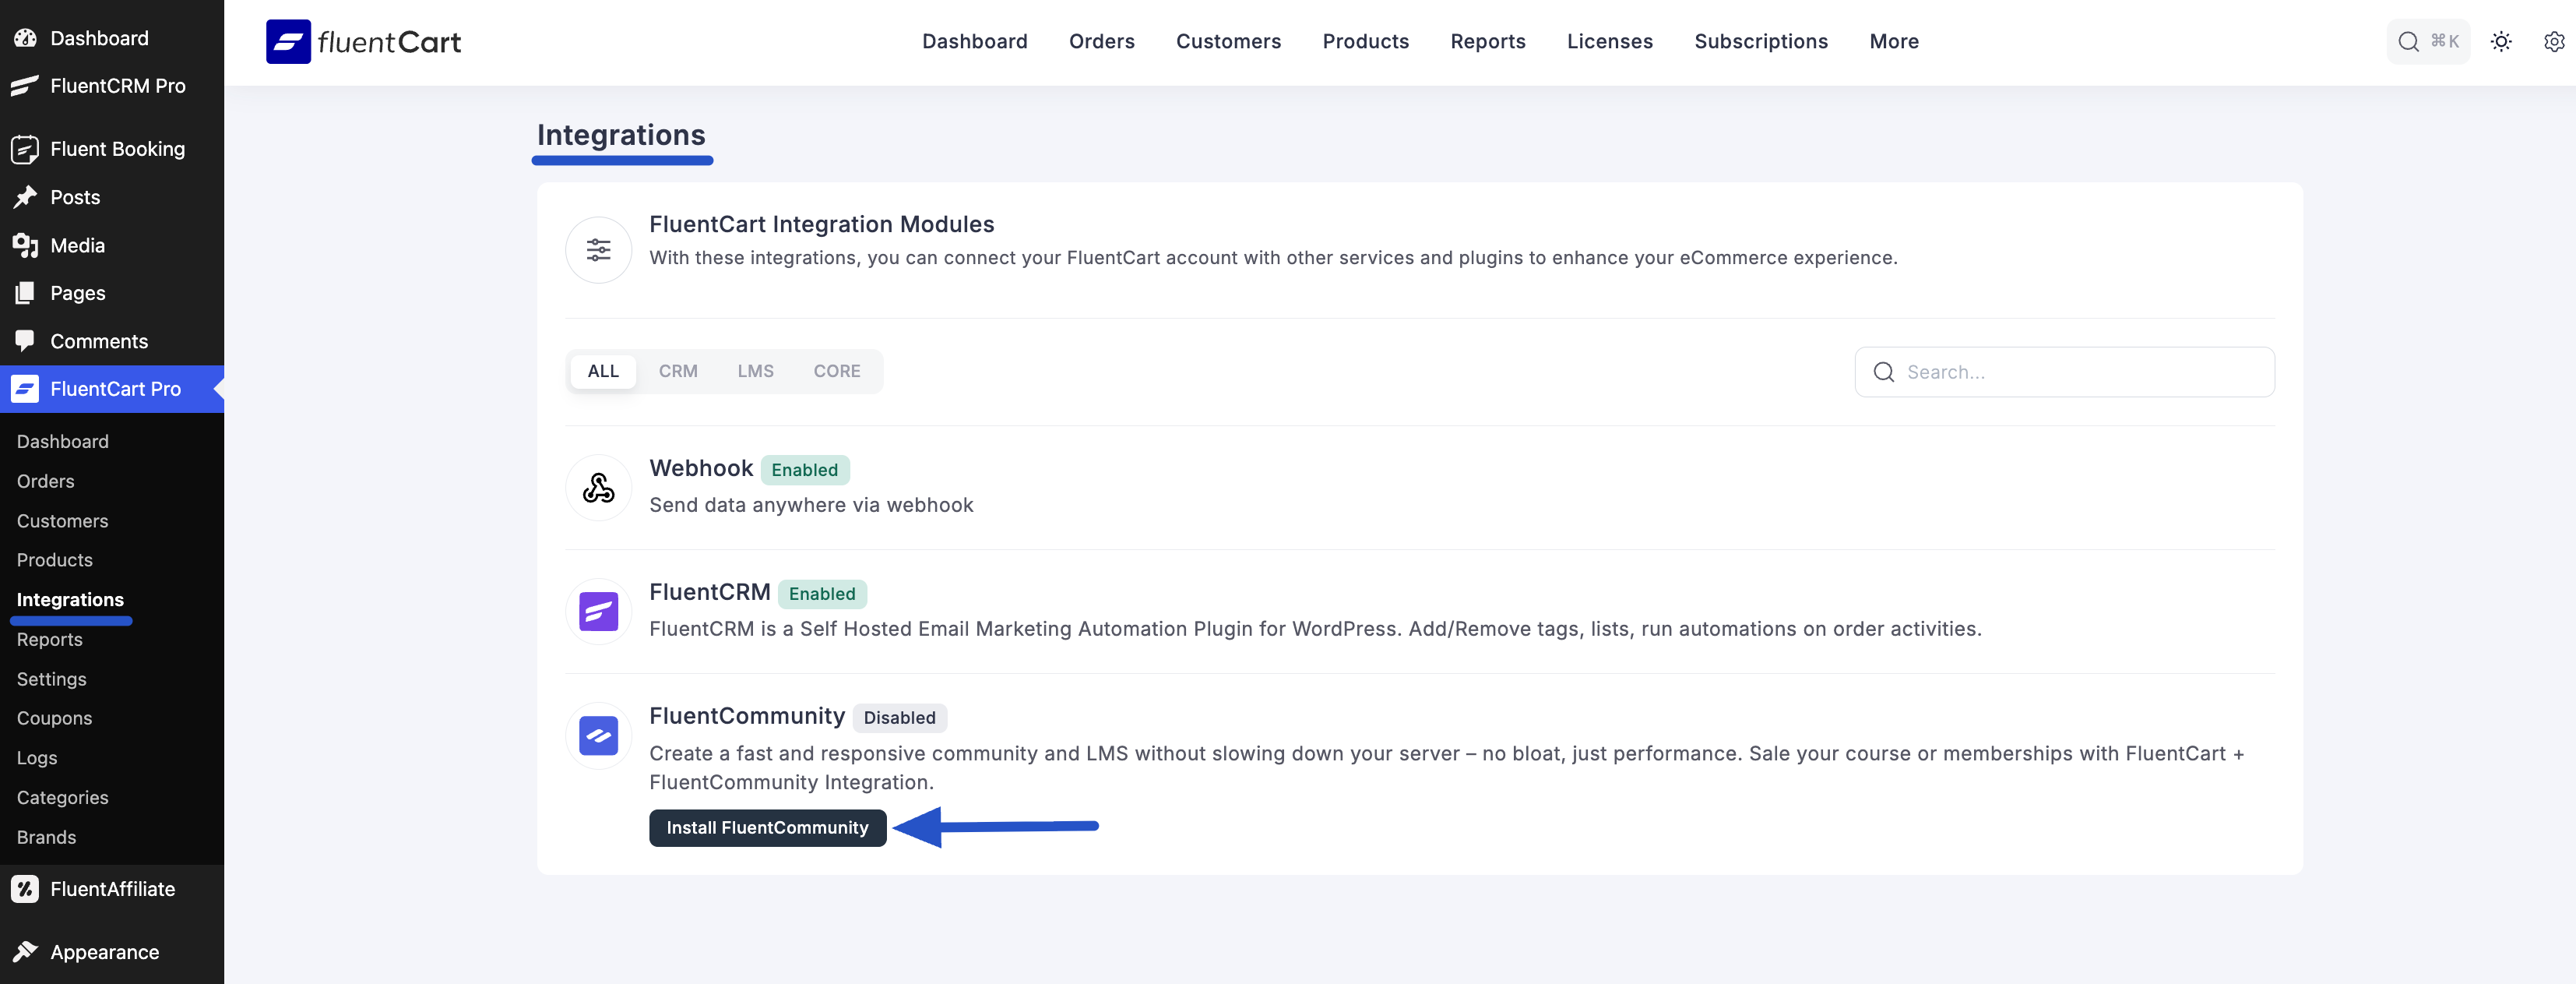 Dashboard
FluentCRM Pro
Fluent Booking
Posts
Media
Pages
Comments
FluentCart Pro
Dashboard
Orders
Customers
Products
Integrations
Reports
Settings
Coupons
Logs
Categories
Brands
FluentAffiliate
Appearance
fluentCart
Dashboard Orders Customers Products Reports Licenses Subscriptions More
⌘K
Integrations
FluentCart Integration Modules
With these integrations, you can connect your FluentCart account with other services and plugins to enhance your eCommerce experience.
ALL CRM LMS CORE
Search...
Webhook Enabled
Send data anywhere via webhook
FluentCRM Enabled
FluentCRM is a Self Hosted Email Marketing Automation Plugin for WordPress. Add/Remove tags, lists, run automations on order activities.
FluentCommunity Disabled
Create a fast and responsive community and LMS without slowing down your server – no bloat, just performance. Sale your course or memberships with FluentCart +
FluentCommunity Integration.
Install FluentCommunity